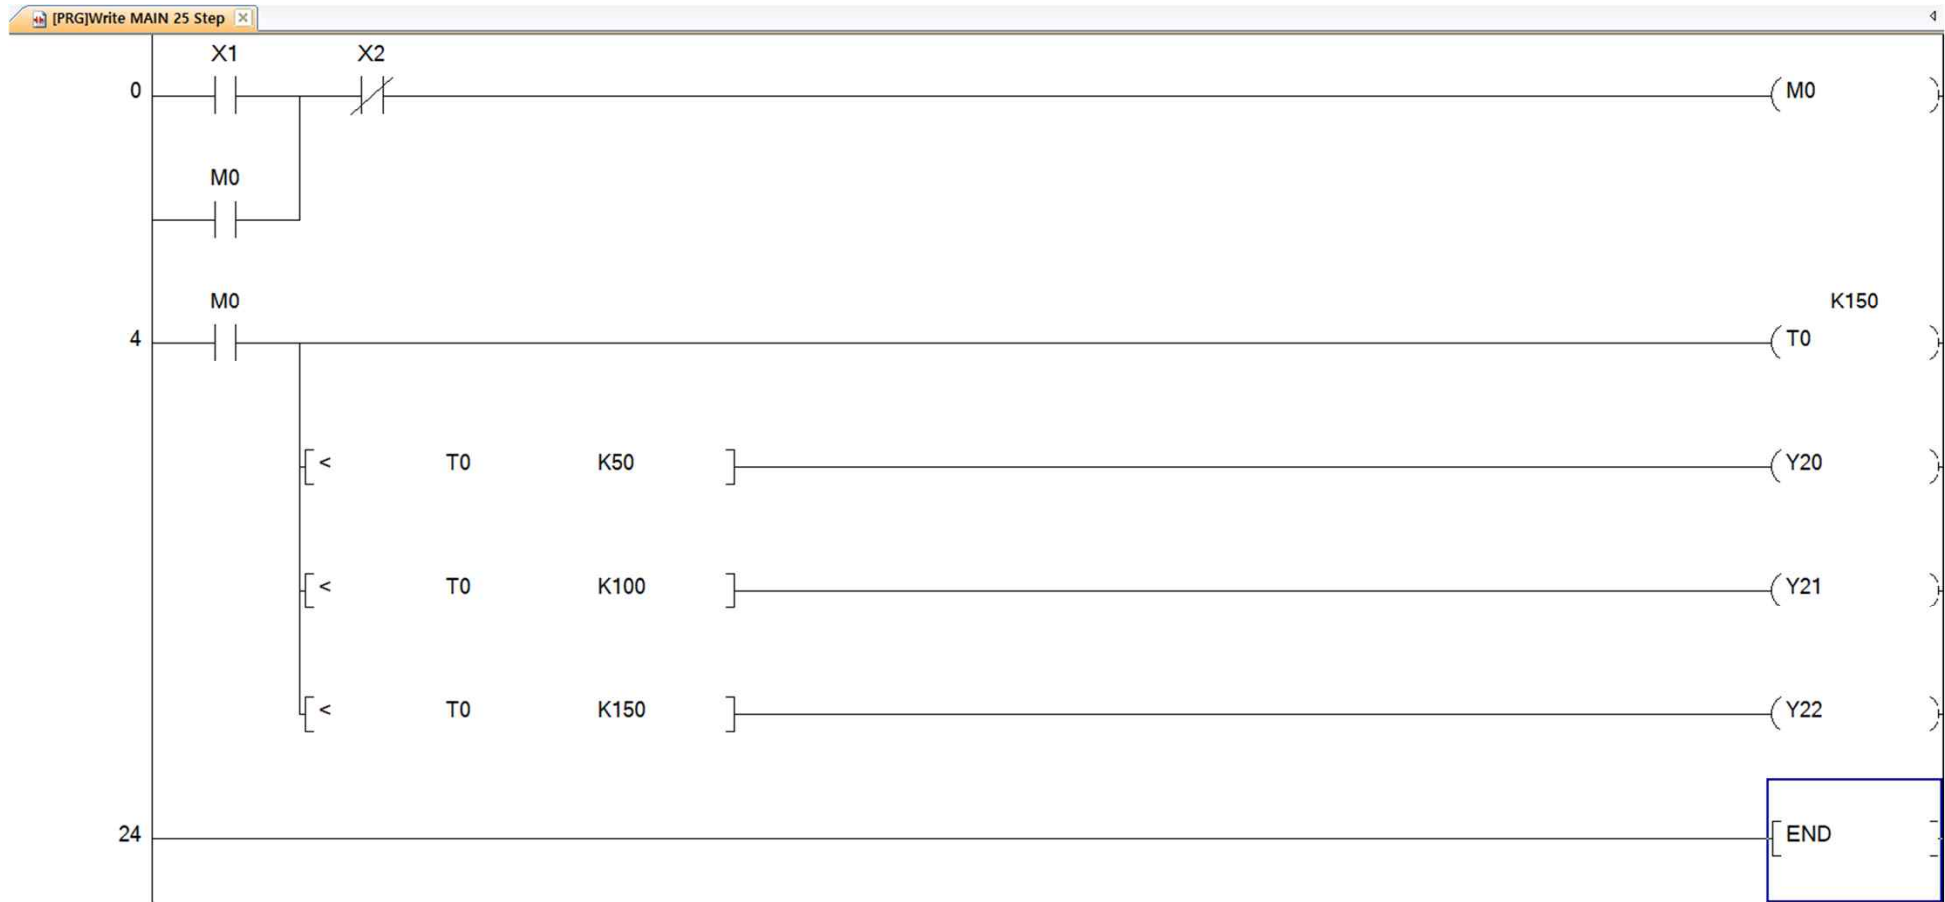 [PRG]Write MAIN 25 Step
X1 X2
0 M0
M0
M0 K150
4 T0
< T0 K50 Y20
< T0 K100 Y21
< T0 K150 Y22
24 END